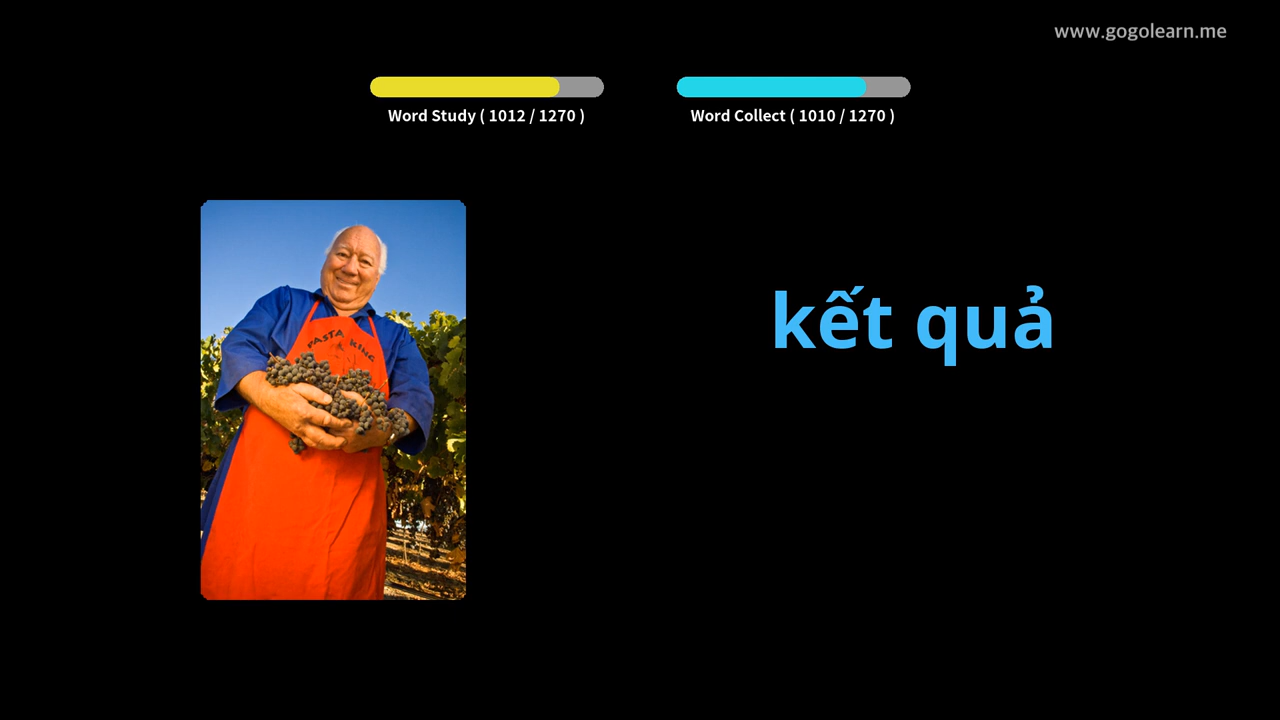 www.gogolearn.me
Word Study ( 1012 / 1270 )
Word Collect ( 1010 / 1270 )
PASTA KING
kết quả